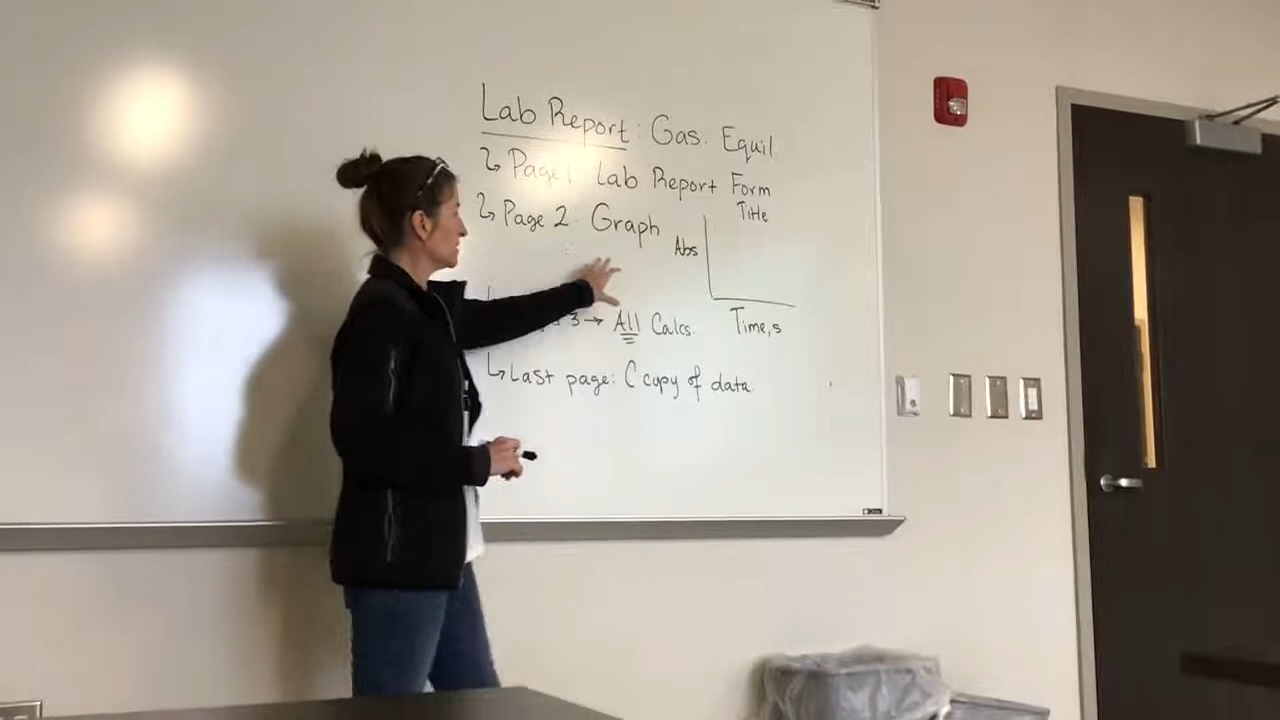 Lab Report: Gas. Equil.
Page 1 Lab Report Form
Page 2. Graph
Title
Abs
Time, s
3 → All Calcs.
Last page: C copy of data.